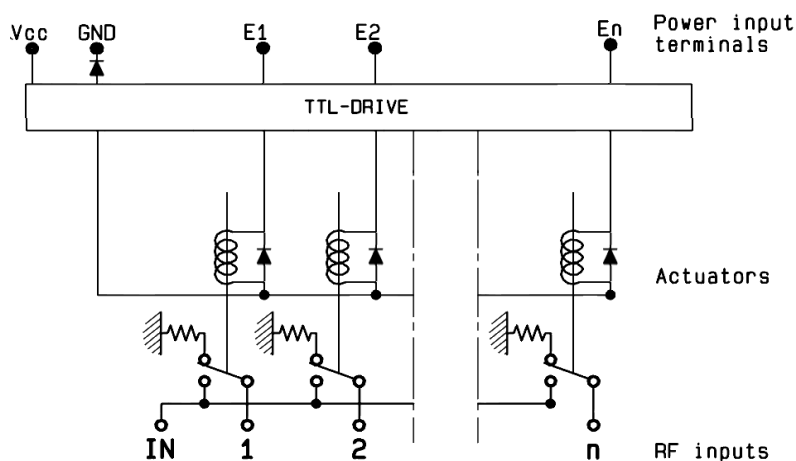 Vcc GND E1 E2 En Power input
terminals
TTL-DRIVE
Actuators
IN 1 2 n RF inputs